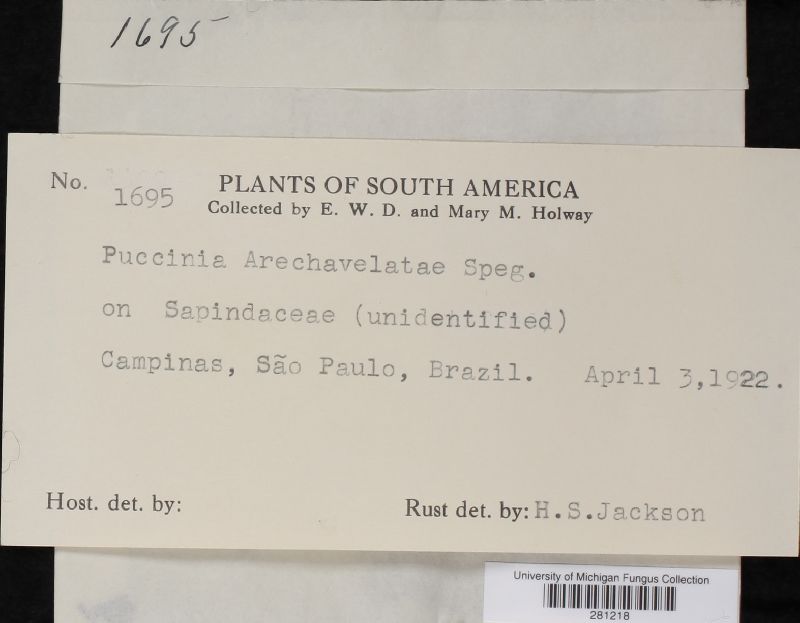 1695
No. 1695 PLANTS OF SOUTH AMERICA
Collected by E. W. D. and Mary M. Holway
Puccinia Arechavelatae Speg.
on Sapindaceae (unidentified)
Campinas, São Paulo, Brazil. April 3,1922.
Host. det. by: Rust det. by: H.S.Jackson
University of Michigan Fungus Collection
281218